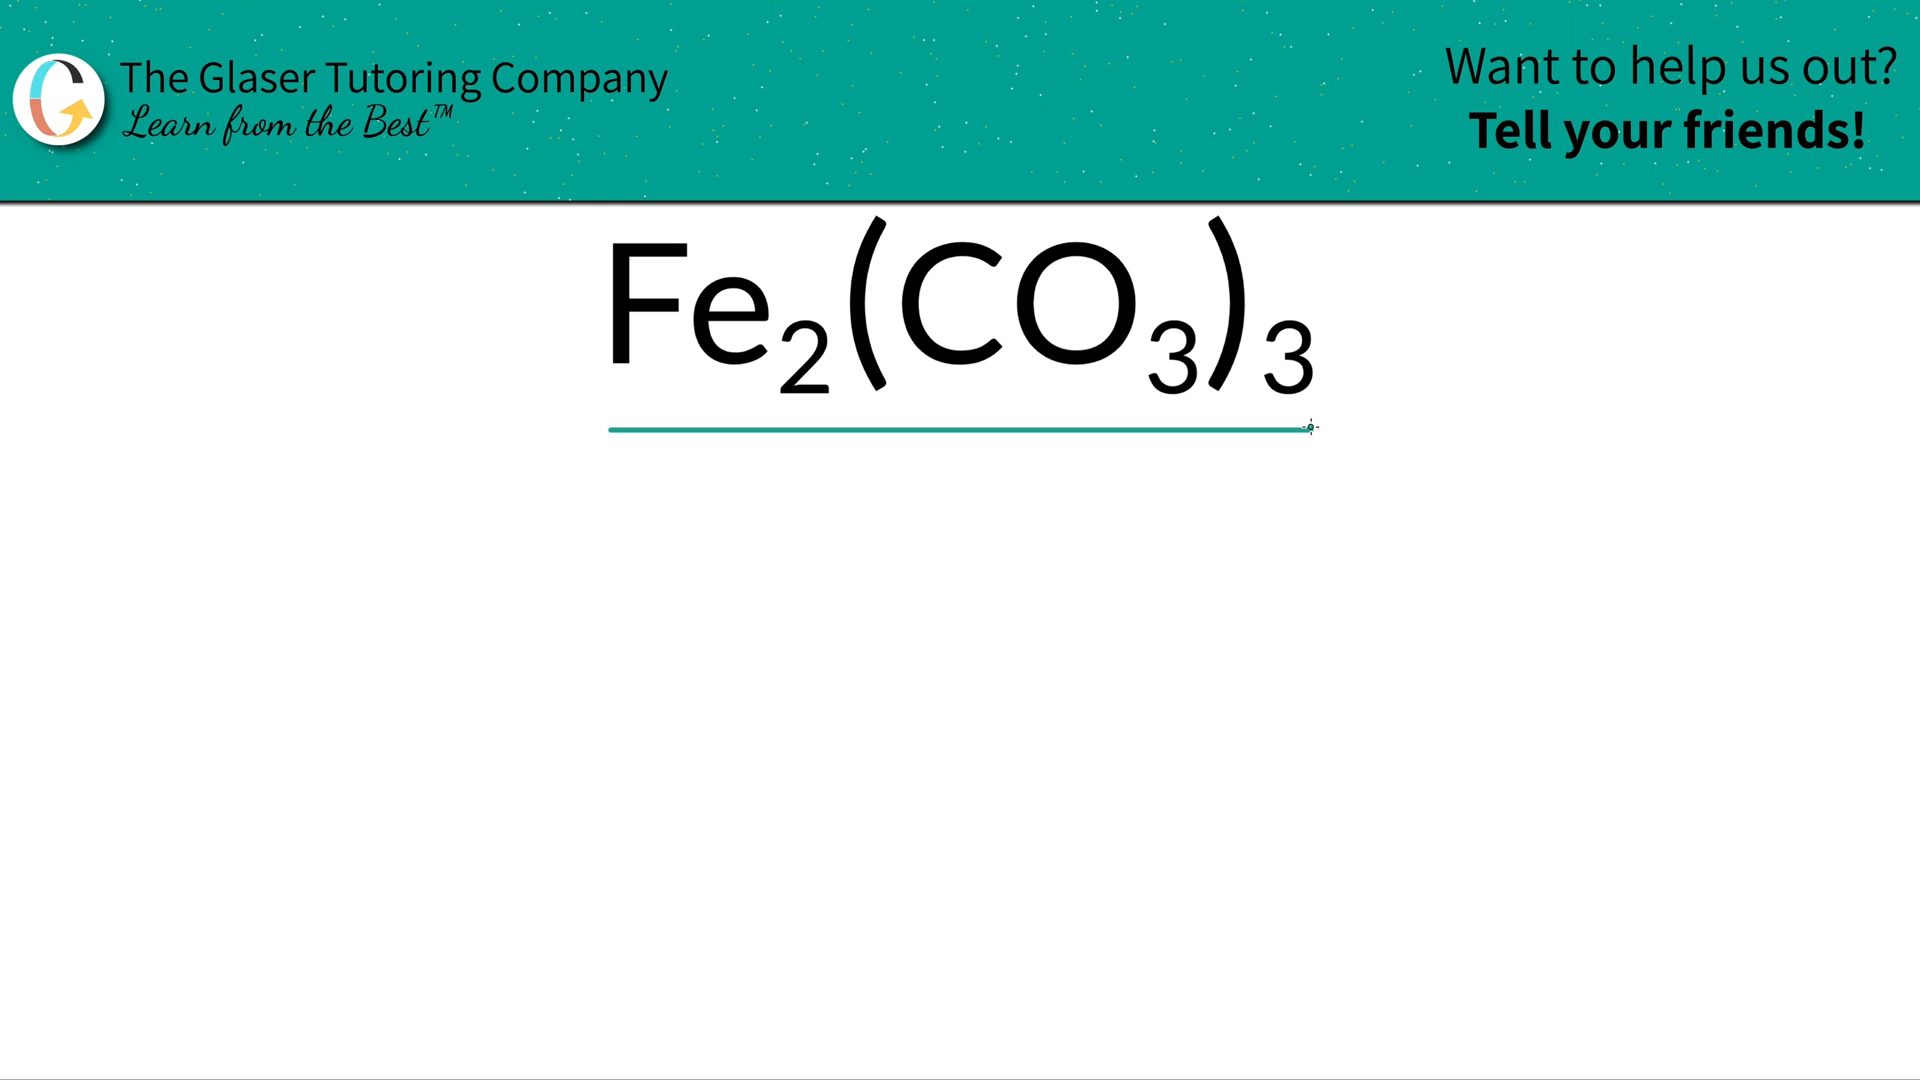 The Glaser Tutoring Company
Learn from the Best™
Want to help us out?
Tell your friends!
Fe₂(CO₃)₃